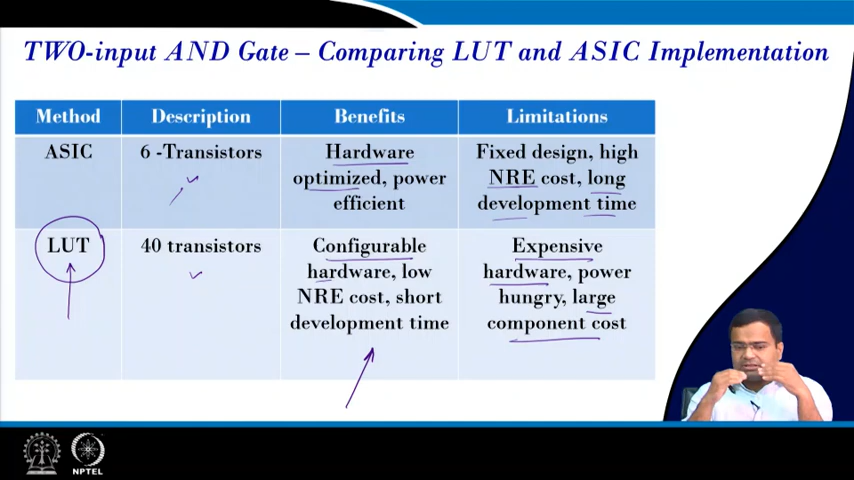 TWO-input AND Gate – Comparing LUT and ASIC Implementation
Method
Description
Benefits
Limitations
ASIC
6 -Transistors
Hardware
optimized, power
efficient
Fixed design, high
NRE cost, long
development time
LUT
40 transistors
Configurable
hardware, low
NRE cost, short
development time
Expensive
hardware, power
hungry, large
component cost
NPTEL